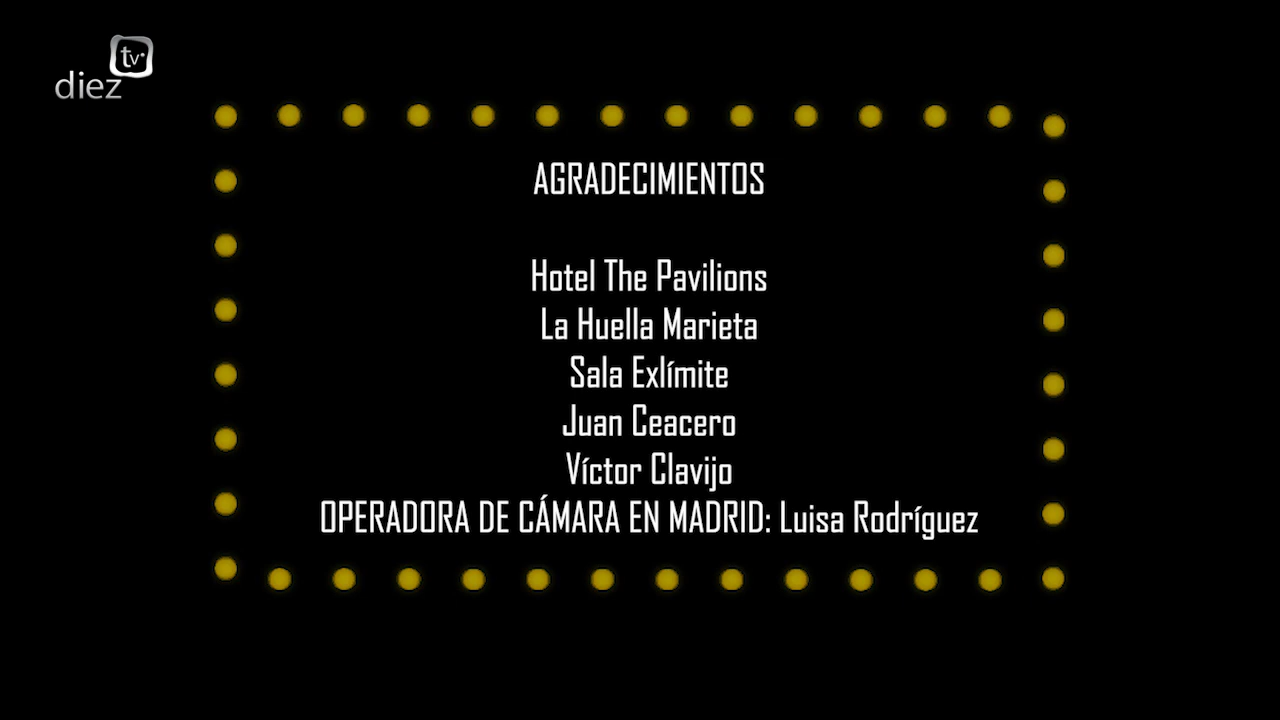 diez tv
AGRADECIMIENTOS
Hotel The Pavilions
La Huella Marieta
Sala Exlímite
Juan Ceacero
Víctor Clavijo
OPERADORA DE CÁMARA EN MADRID: Luisa Rodríguez